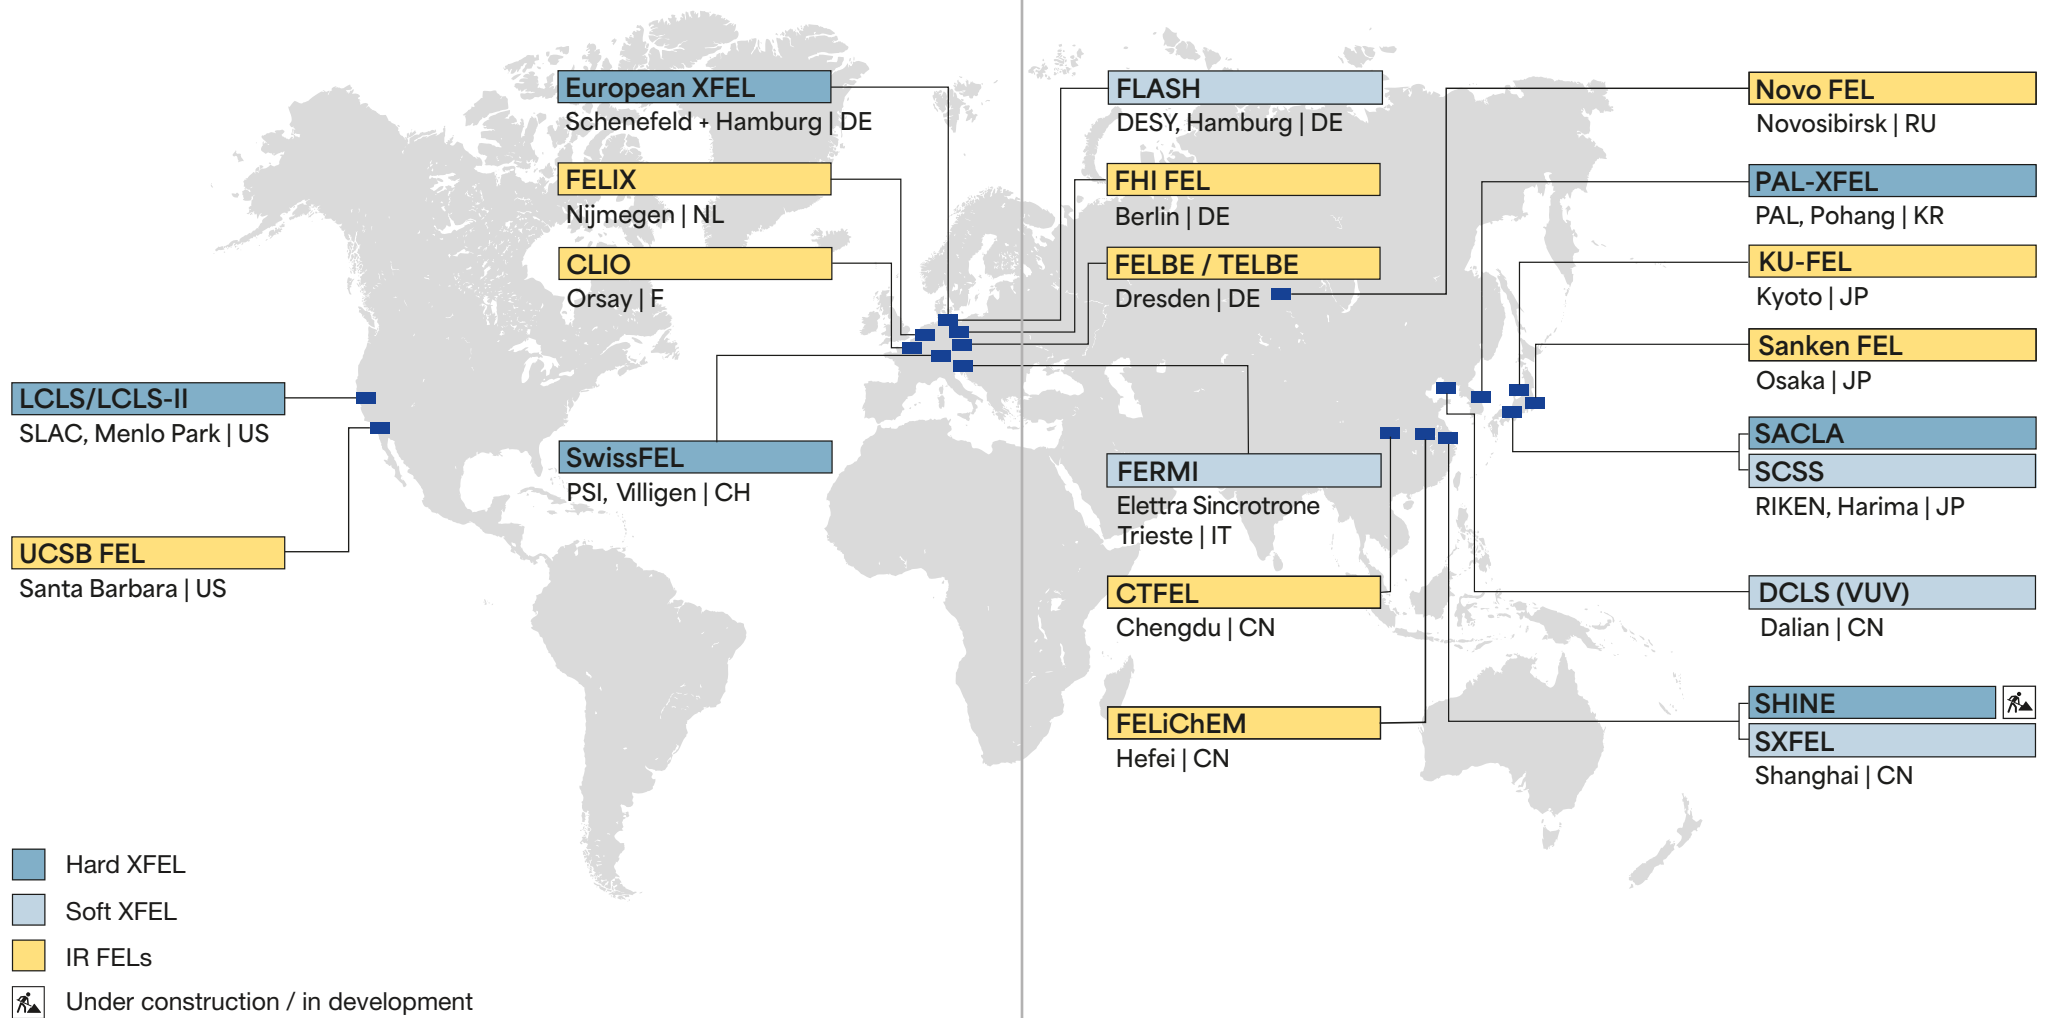 European XFEL
Schenefeld + Hamburg | DE
FELIX
Nijmegen | NL
CLIO
Orsay | F
LCLS/LCLS-II
SLAC, Menlo Park | US
SwissFEL
PSI, Villigen | CH
UCSB FEL
Santa Barbara | US
FLASH
DESY, Hamburg | DE
FHI FEL
Berlin | DE
FELBE / TELBE
Dresden | DE
FERMI
Elettra Sincrotrone
Trieste | IT
CTFEL
Chengdu | CN
FELiChEM
Hefei | CN
Novo FEL
Novosibirsk | RU
PAL-XFEL
PAL, Pohang | KR
KU-FEL
Kyoto | JP
Sanken FEL
Osaka | JP
SACLA
SCSS
RIKEN, Harima | JP
DCLS (VUV)
Dalian | CN
SHINE
SXFEL
Shanghai | CN
Hard XFEL
Soft XFEL
IR FELs
Under construction / in development